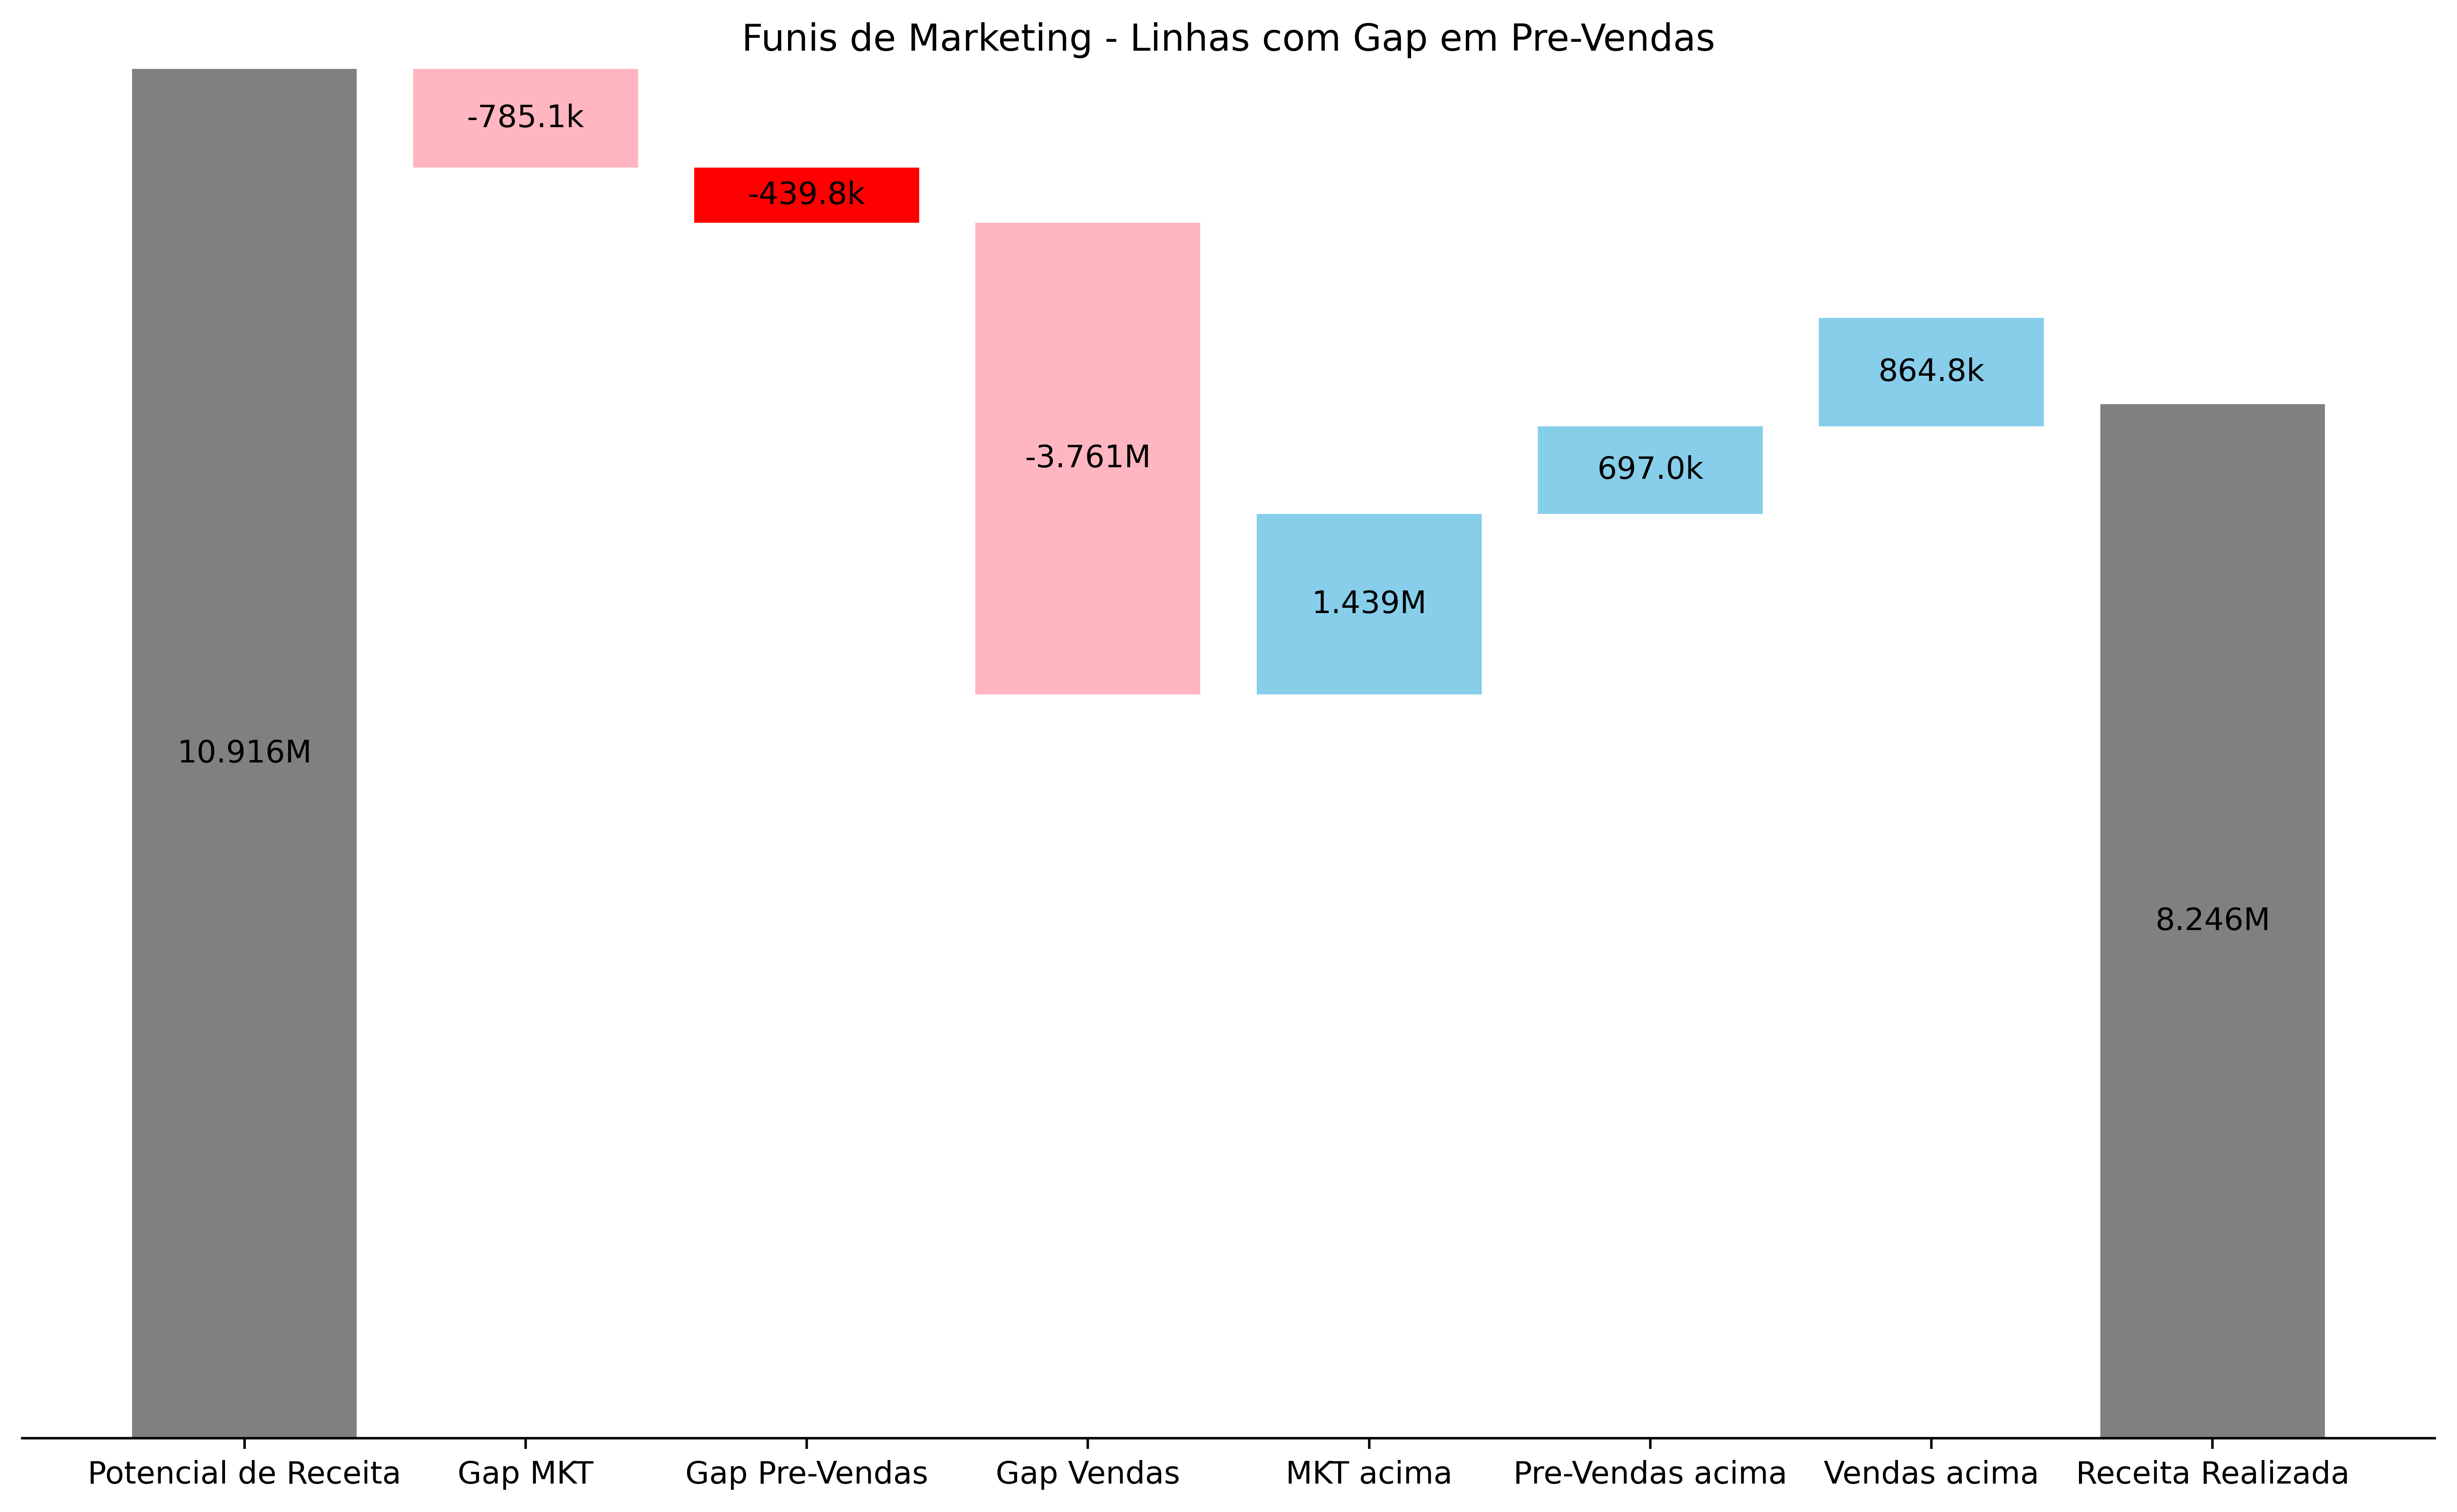 Funis de Marketing - Linhas com Gap em Pre-Vendas
-785.1k
-439.8k
864.8k
-3.761M
697.0k
1.439M
10.916M
8.246M
Potencial de Receita
Gap MKT
Gap Pre-Vendas
Gap Vendas
MKT acima
Pre-Vendas acima
Vendas acima
Receita Realizada